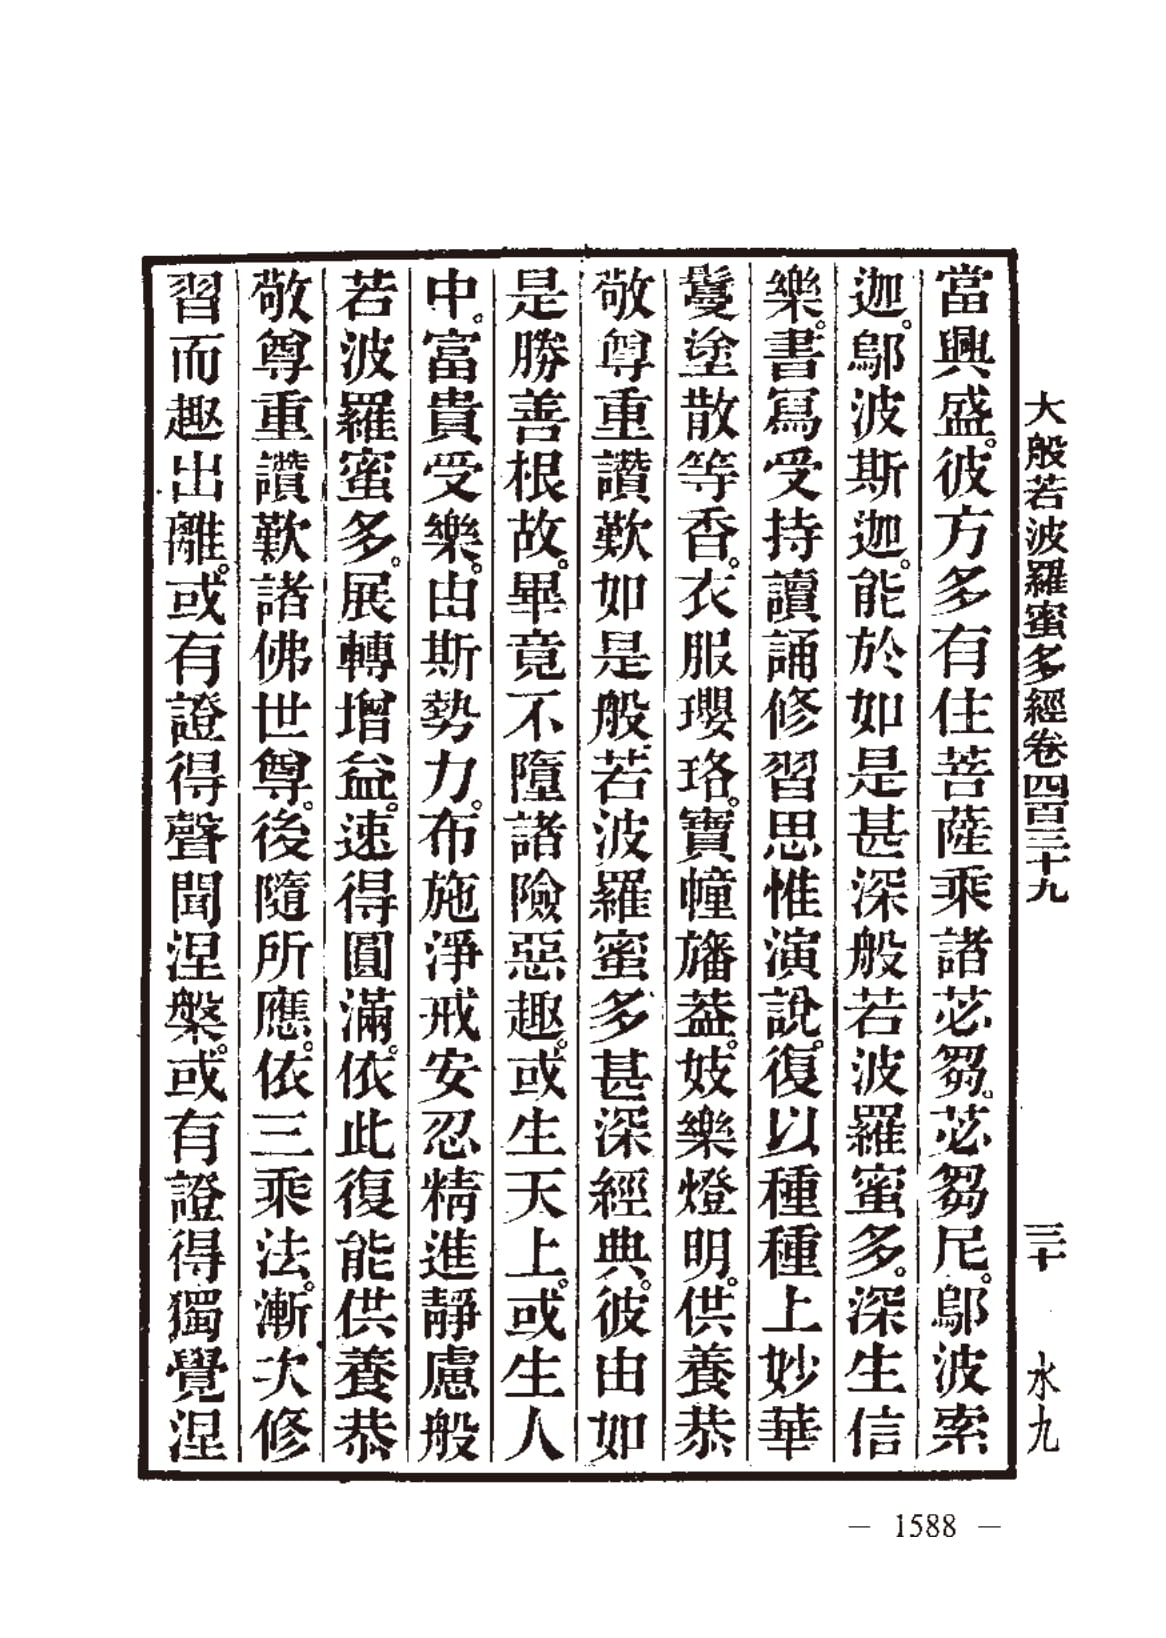 大般若波羅蜜多經卷四百三十九　三十　水九
當興盛。彼方多有住菩薩乘諸苾芻。苾芻尼。鄔波索
迦。鄔波斯迦。能於如是甚深般若波羅蜜多。深生信
樂。書寫受持讀誦修習思惟演說。復以種種上妙華
鬘塗散等香。衣服瓔珞。寶幢旛葢。妓樂燈明。供養恭
敬尊重讚歎如是般若波羅蜜多甚深經典。彼由如
是勝善根故。畢竟不墮諸險惡趣。或生天上。或生人
中。富貴受樂。由斯勢力。布施淨戒安忍精進靜慮般
若波羅蜜多。展轉增益。速得圓滿。依此復能供養恭
敬尊重讚歎諸佛世尊。後隨所應。依三乘法。漸次修
習而趣出離。或有證得聲聞涅槃。或有證得獨覺涅
— 1588 —